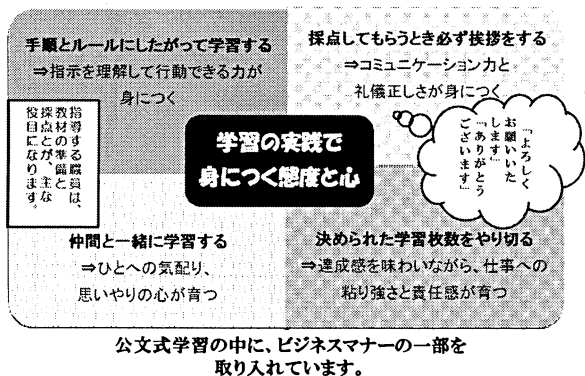 手順とルールにしたがって学習する
⇒指示を理解して行動できる力が
身につく
採点してもらうとき必ず挨拶をする
⇒コミュニケーション力と
礼儀正しさが身につく
指導する職員は、
教材の準備と
採点とが、主な
役目になります。
学習の実践で
身につく態度と心
「よろしく
お願いいた
します」
「ありがとう
ございます」
仲間と一緒に学習する
⇒ひとへの気配り、
思いやりの心が育つ
決められた学習枚数をやり切る
⇒達成感を味わいながら、仕事への
粘り強さと責任感が育つ
公文式学習の中に、ビジネスマナーの一部を
取り入れています。